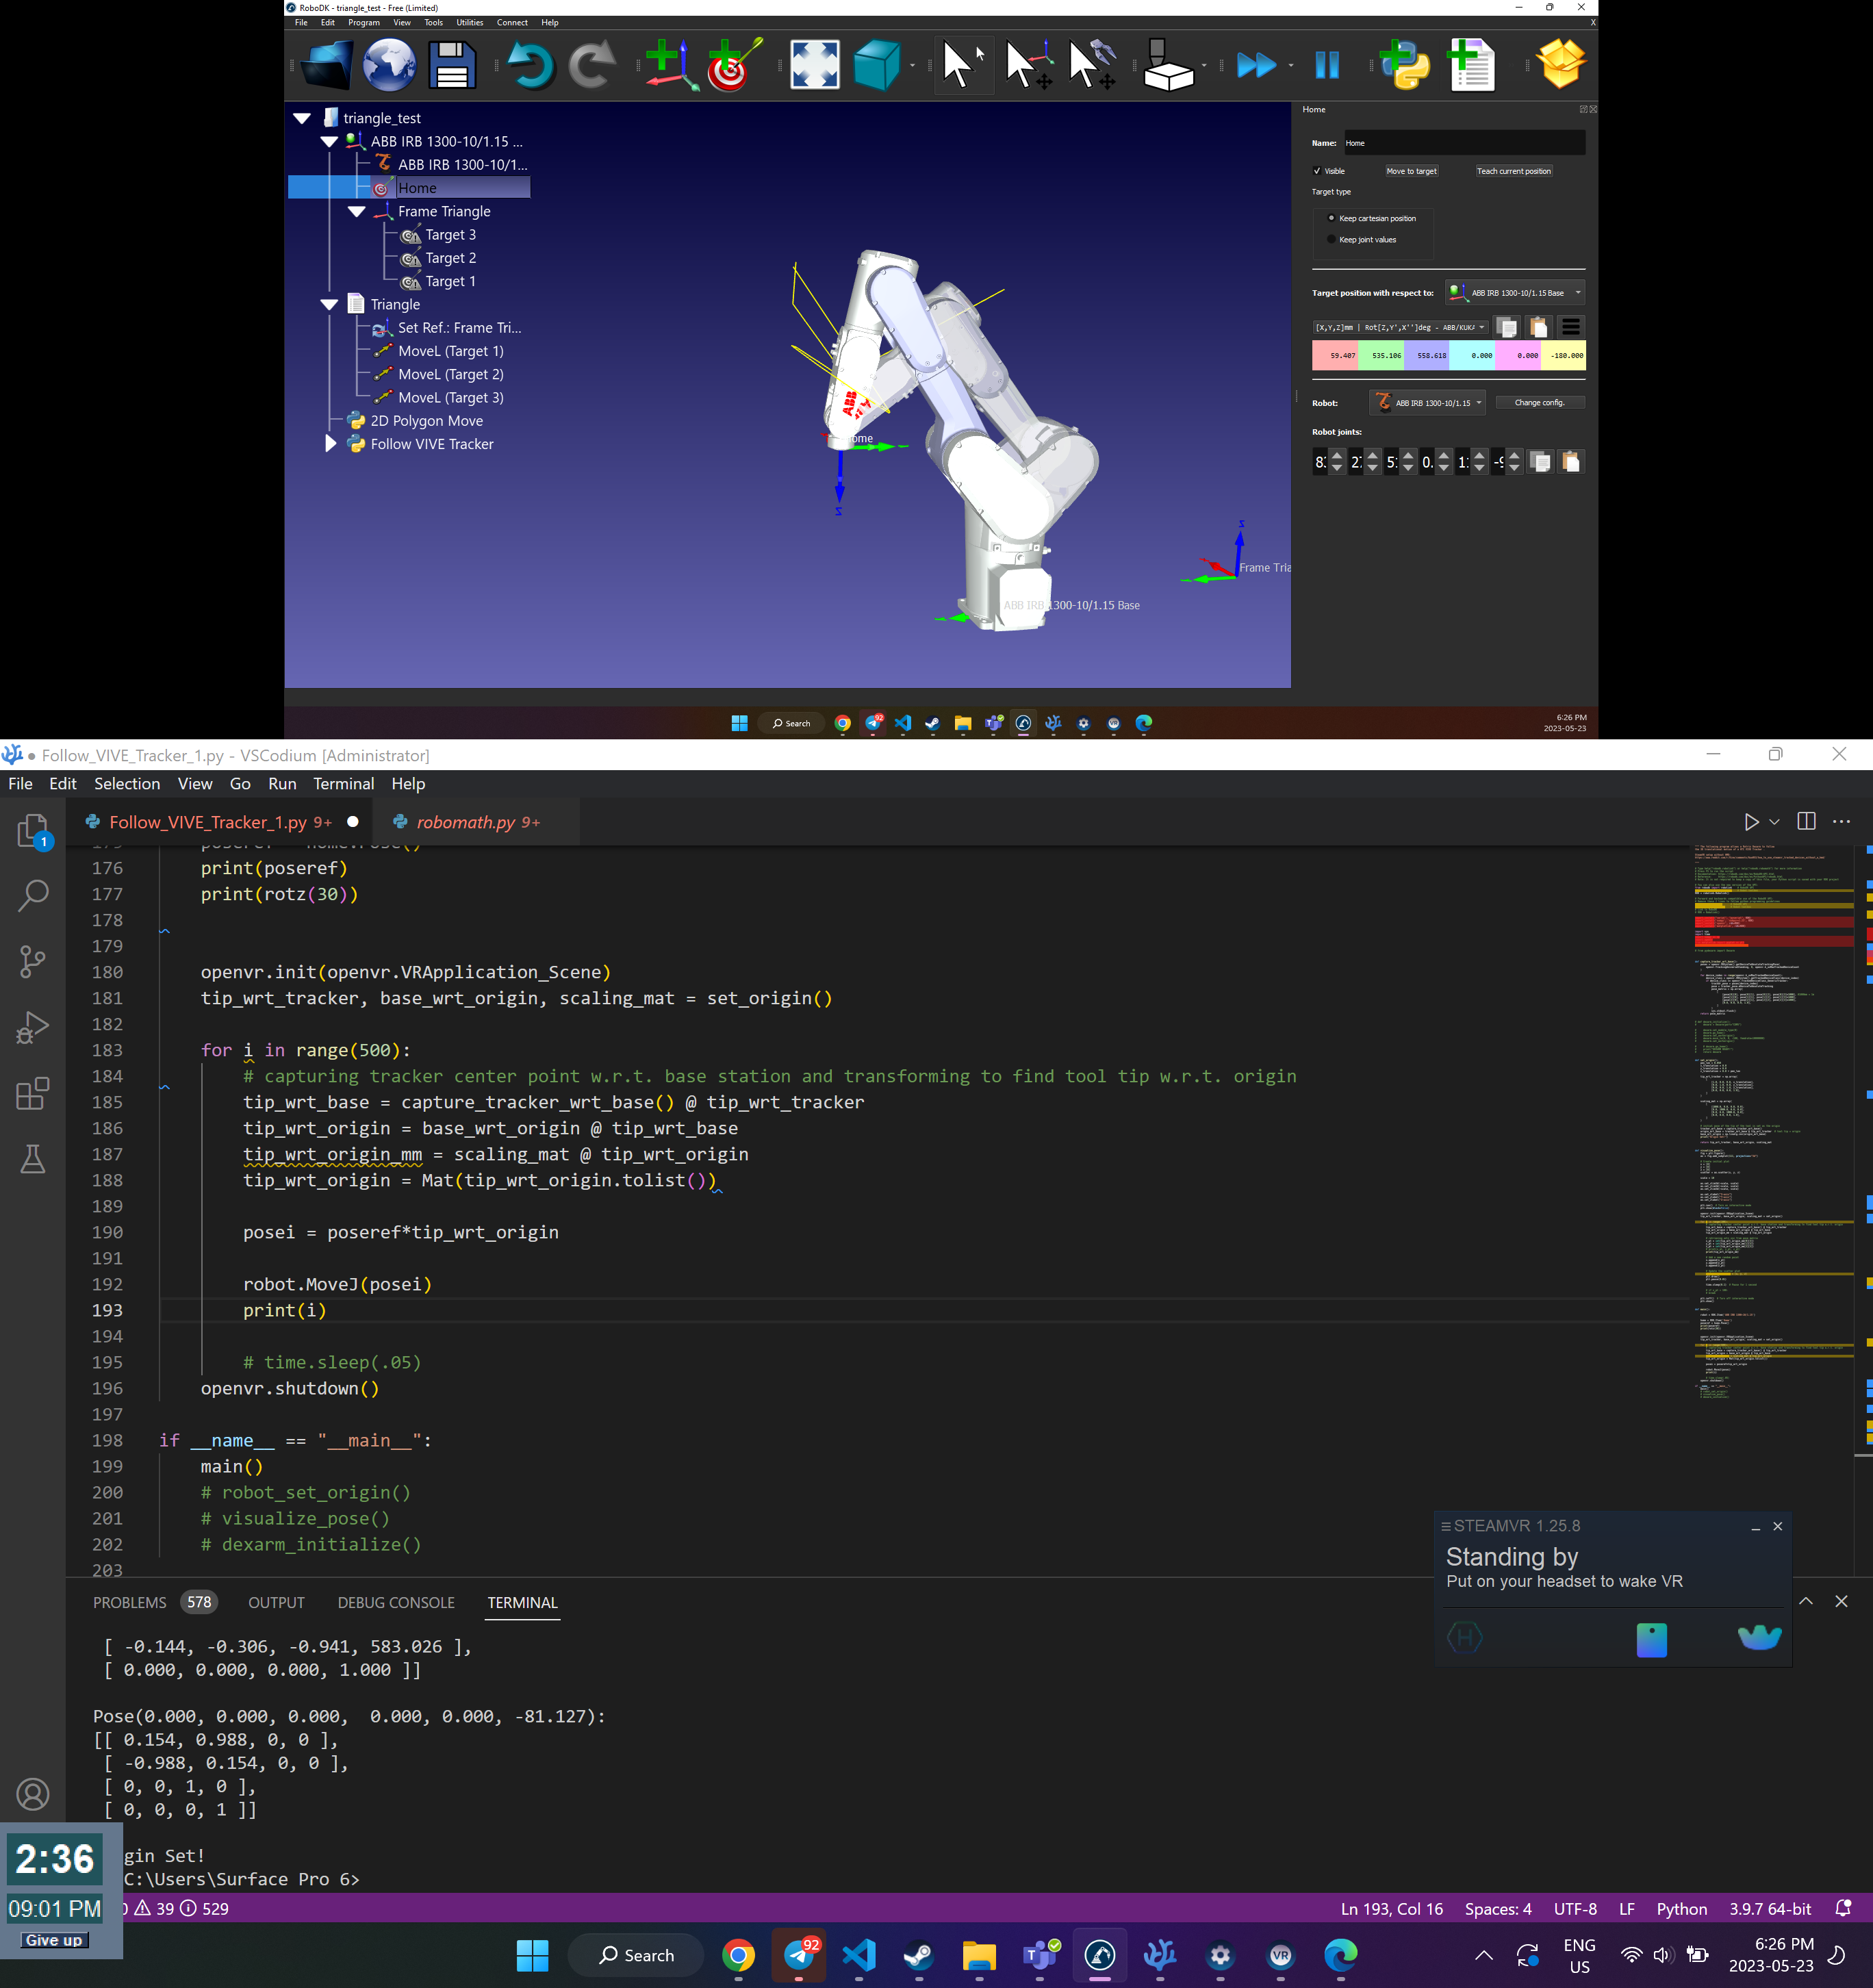 RoboDK - triangle_test - Free (Limited)
File Edit Program View Tools Utilities Connect Help X
triangle_test
ABB IRB 1300-10/1.15 ...
ABB IRB 1300-10/1...
Home
Frame Triangle
Target 3
Target 2
Target 1
Triangle
Set Ref.: Frame Tri...
MoveL (Target 1)
MoveL (Target 2)
MoveL (Target 3)
2D Polygon Move
Follow VIVE Tracker
ABB
ome
Z
Z
Frame Tria
ABB IRB 1300-10/1.15 Base
Home
Name: Home
Visible Move to target Teach current position
Target type
Keep cartesian position
Keep joint values
Target position with respect to: ABB IRB 1300-10/1.15 Base
[X,Y,Z]mm | Rot[Z,Y',X'']deg - ABB/KUKA
59.407 535.106 558.618 0.000 0.000 -180.000
Robot: ABB IRB 1300-10/1.15 Change config.
Robot joints:
Search 92
6:26 PM
2023-05-23
Follow_VIVE_Tracker_1.py - VSCodium [Administrator]
File Edit Selection View Go Run Terminal Help
1 Follow_VIVE_Tracker_1.py 9+ robomath.py 9+
176 print(poseref)
177 print(rotz(30))
178
179
180 openvr.init(openvr.VRApplication_Scene)
181 tip_wrt_tracker, base_wrt_origin, scaling_mat = set_origin()
182
183 for i in range(500):
184 # capturing tracker center point w.r.t. base station and transforming to find tool tip w.r.t. origin
185 tip_wrt_base = capture_tracker_wrt_base() @ tip_wrt_tracker
186 tip_wrt_origin = base_wrt_origin @ tip_wrt_base
187 tip_wrt_origin_mm = scaling_mat @ tip_wrt_origin
188 tip_wrt_origin = Mat(tip_wrt_origin.tolist())
189
190 posei = poseref*tip_wrt_origin
191
192 robot.MoveJ(posei)
193 print(i)
194
195 # time.sleep(.05)
196 openvr.shutdown()
197
198 if __name__ == "__main__":
199 main()
200 # robot_set_origin()
201 # visualize_pose()
202 # dexarm_initialize()
203
STEAMVR 1.25.8
Standing by
Put on your headset to wake VR
PROBLEMS 578 OUTPUT DEBUG CONSOLE TERMINAL
[ -0.144, -0.306, -0.941, 583.026 ],
[ 0.000, 0.000, 0.000, 1.000 ]]
Pose(0.000, 0.000, 0.000, 0.000, 0.000, -81.127):
[[ 0.154, 0.988, 0, 0 ],
[ -0.988, 0.154, 0, 0 ],
[ 0, 0, 1, 0 ],
[ 0, 0, 0, 1 ]]
gin Set!
C:\Users\Surface Pro 6>
2:36
09:01 PM
Give up
39 529
Ln 193, Col 16 Spaces: 4 UTF-8 LF Python 3.9.7 64-bit
Search 92 VR
ENG
US
6:26 PM
2023-05-23